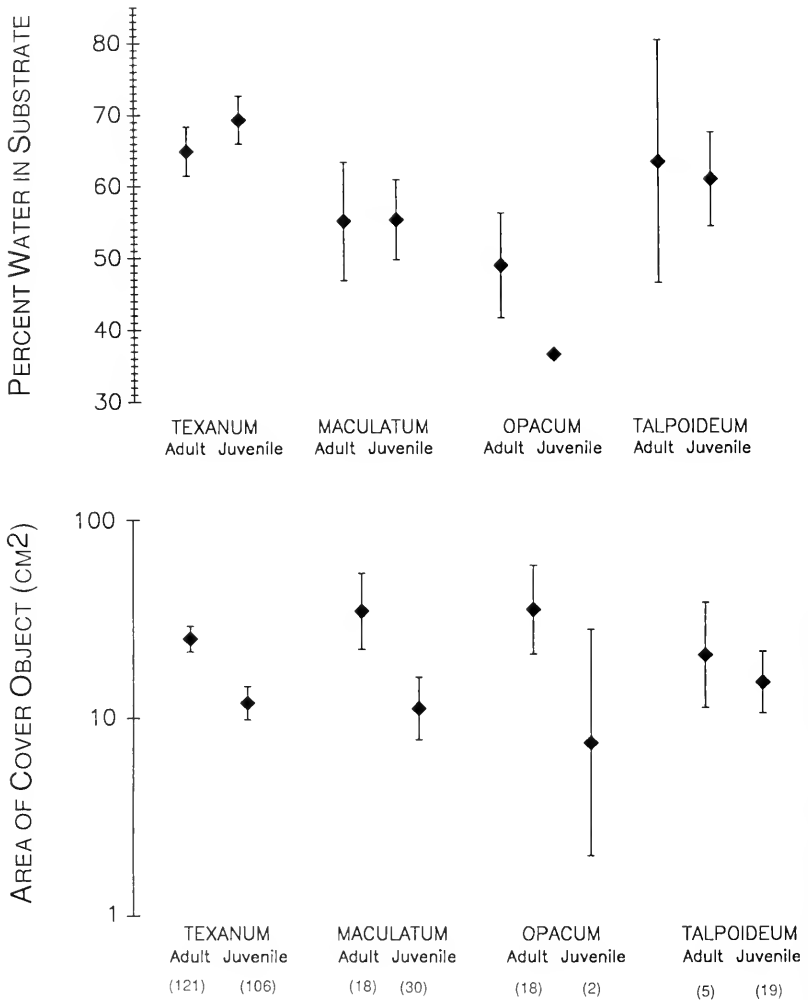 PERCENT WATER IN SUBSTRATE
80
70
60
50
40
30
TEXANUM MACULATUM OPACUM TALPOIDEUM
Adult Juvenile Adult Juvenile Adult Juvenile Adult Juvenile
AREA OF COVER OBJECT (CM2)
100
10
1
TEXANUM MACULATUM OPACUM TALPOIDEUM
Adult Juvenile Adult Juvenile Adult Juvenile Adult Juvenile
(121) (106) (18) (30) (18) (2) (5) (19)